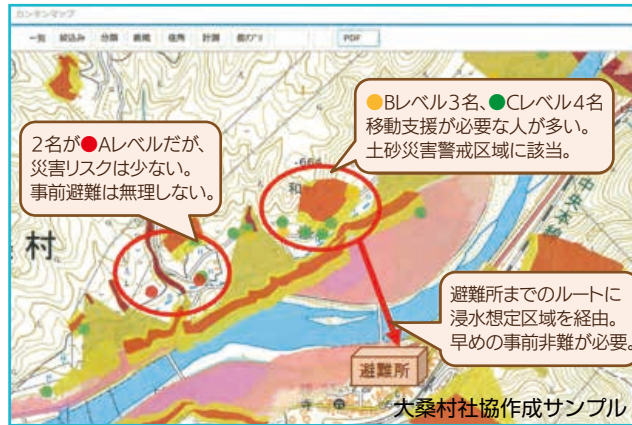 カンタンマップ
一覧 絞込み 分類 住所 計測 PDF
●Bレベル3名、●Cレベル4名
移動支援が必要な人が多い。
土砂災害警戒区域に該当。
2名が●Aレベルだが、
災害リスクは少ない。
事前避難は無理しない。
和
村
中央本線
避難所までのルートに
浸水想定区域を経由。
早めの事前非難が必要。
避難所
大桑村社協作成サンプル